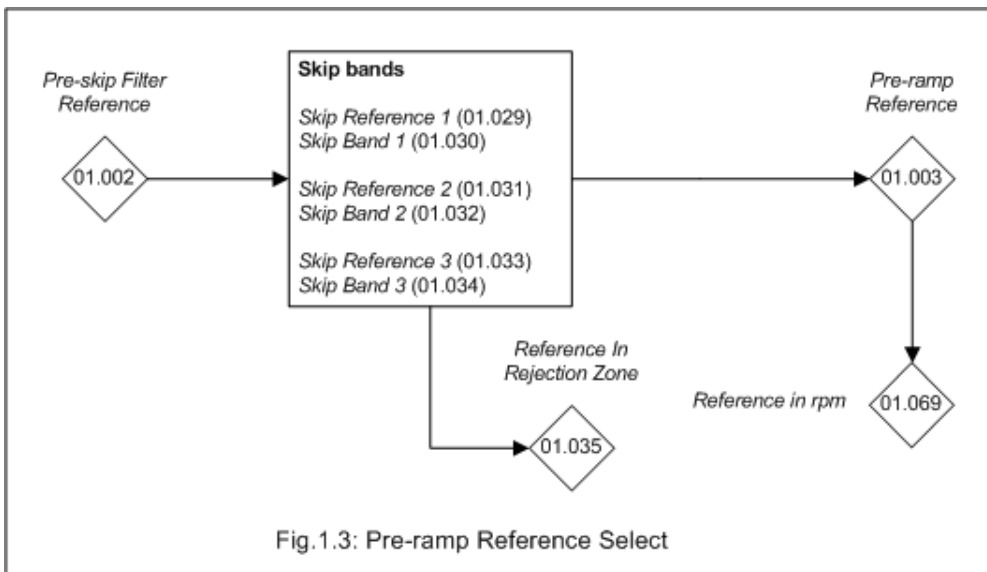 Pre-skip Filter
Reference
01.002
Skip bands
Skip Reference 1 (01.029)
Skip Band 1 (01.030)
Skip Reference 2 (01.031)
Skip Band 2 (01.032)
Skip Reference 3 (01.033)
Skip Band 3 (01.034)
Pre-ramp
Reference
01.003
Reference In
Rejection Zone
01.035
Reference in rpm
01.069
Fig.1.3: Pre-ramp Reference Select